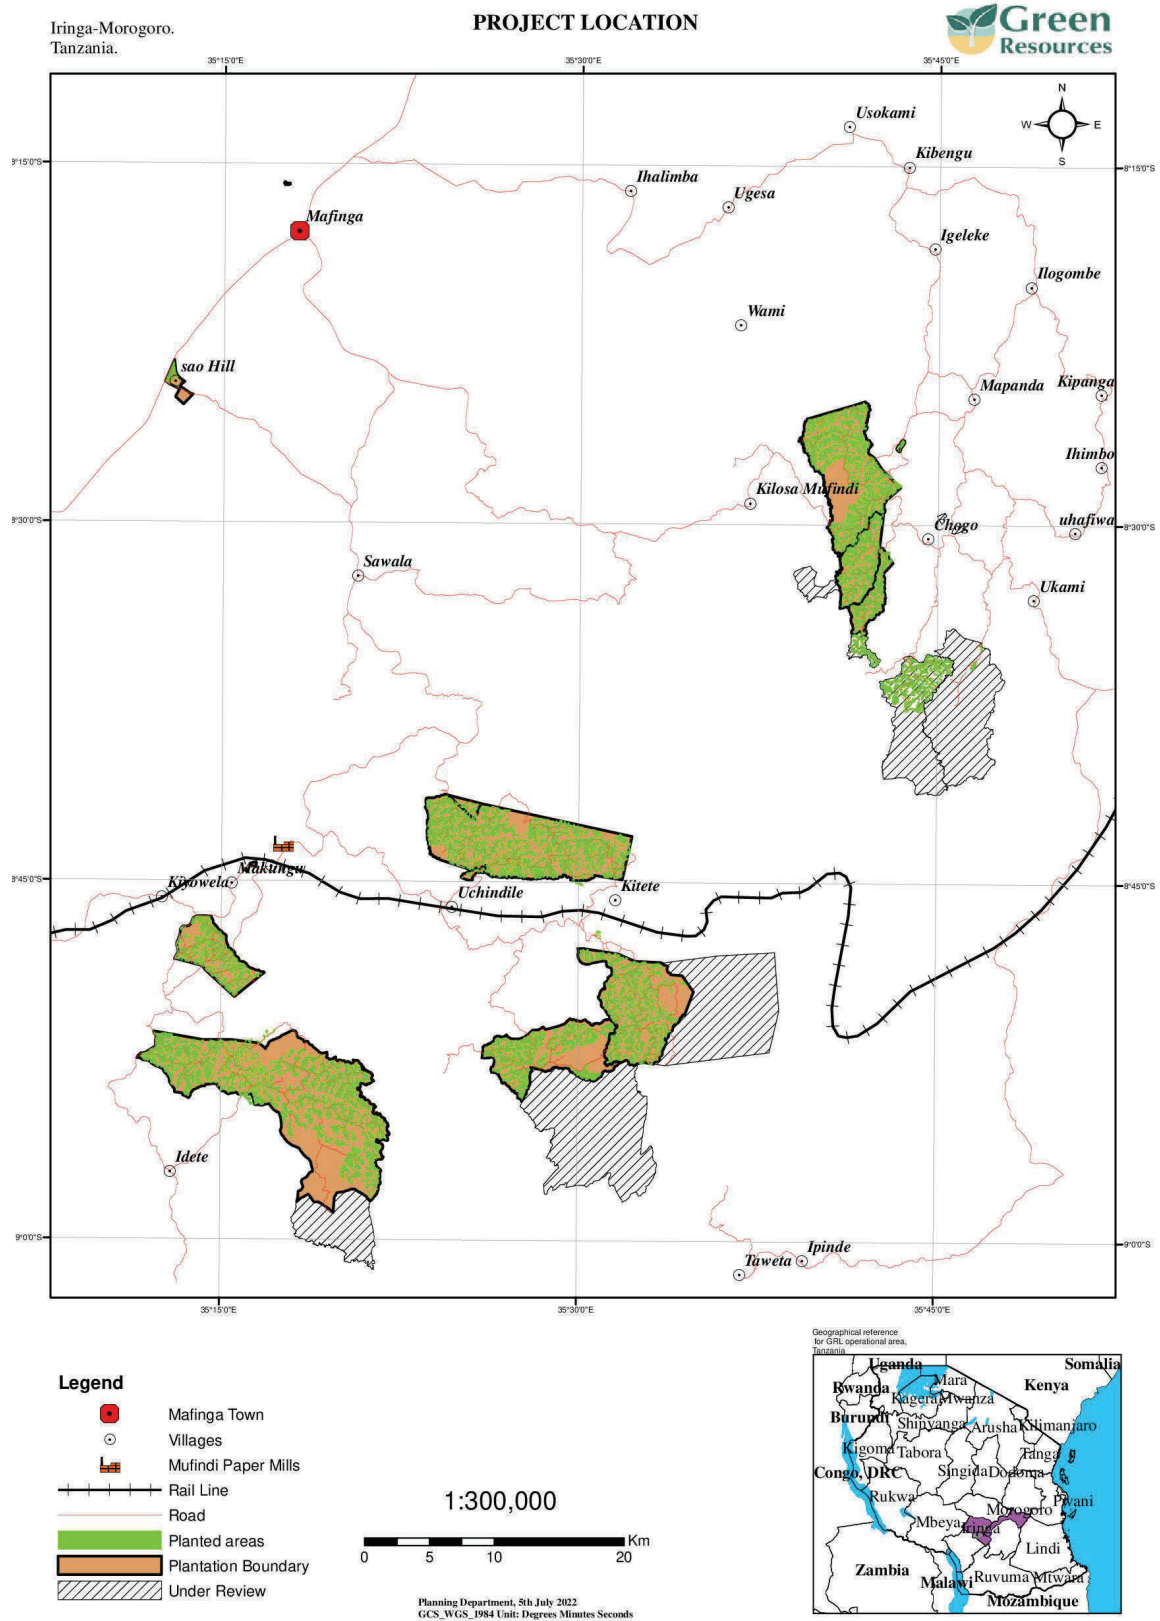 Iringa-Morogoro.
Tanzania.
PROJECT LOCATION
Green
Resources
35°15'0"E
35°30'0"E
35°45'0"E
N
W
E
S
8°15'0"S
8°15'0"S
Usokami
Kibengu
Ihalimba
Ugesa
Mafinga
Igeleke
Ilogombe
Wami
sao Hill
Mapanda
Kipanga
Ihimbo
Kilosa Mufindi
8°30'0"S
Chogo
uhafiwa
8°30'0"S
Sawala
Ukami
Makungu
Kiyowela
8°45'0"S
Uchindile
Kitete
8°45'0"S
Idete
9°0'0"S
Ipinde
9°0'0"S
Taweta
35°15'0"E
35°30'0"E
35°45'0"E
Legend
Mafinga Town
Villages
Mufindi Paper Mills
Rail Line
Road
Planted areas
Plantation Boundary
Under Review
1:300,000
Km
0
5
10
20
Planning Department, 5th July 2022
GCS_WGS_1984 Unit: Degrees Minutes Seconds
Geographical reference
for GRL operational area,
Tanzania
Uganda
Somalia
Mara
Kenya
Rwanda
Kagera
Mwanza
Burundi
Shinyanga
Arusha
Kilimanjaro
Kigoma
Tabora
Tanga
Congo, DRC
Singida
Dodoma
Rukwa
Pwani
Morogoro
Mbeya
Iringa
Lindi
Zambia
Malawi
Ruvuma
Mtwara
Mozambique